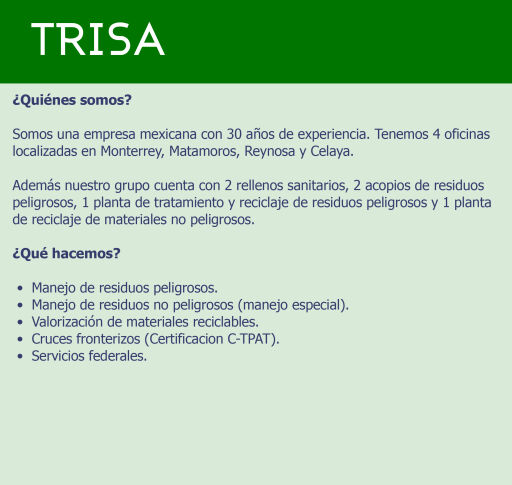 TRISA
¿Quiénes somos?
Somos una empresa mexicana con 30 años de experiencia. Tenemos 4 oficinas
localizadas en Monterrey, Matamoros, Reynosa y Celaya.
Además nuestro grupo cuenta con 2 rellenos sanitarios, 2 acopios de residuos
peligrosos, 1 planta de tratamiento y reciclaje de residuos peligrosos y 1 planta
de reciclaje de materiales no peligrosos.
¿Qué hacemos?
• Manejo de residuos peligrosos.
• Manejo de residuos no peligrosos (manejo especial).
• Valorización de materiales reciclables.
• Cruces fronterizos (Certificacion C-TPAT).
• Servicios federales.